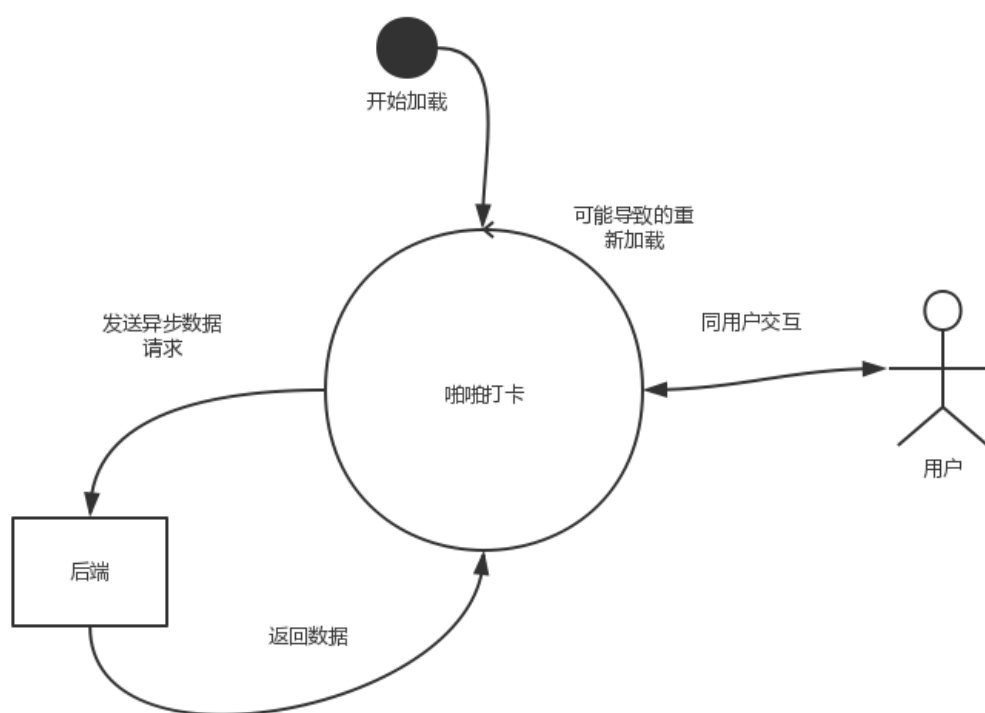 开始加载
可能导致的重
新加载
发送异步数据
请求
同用户交互
啪啪打卡
用户
后端
返回数据